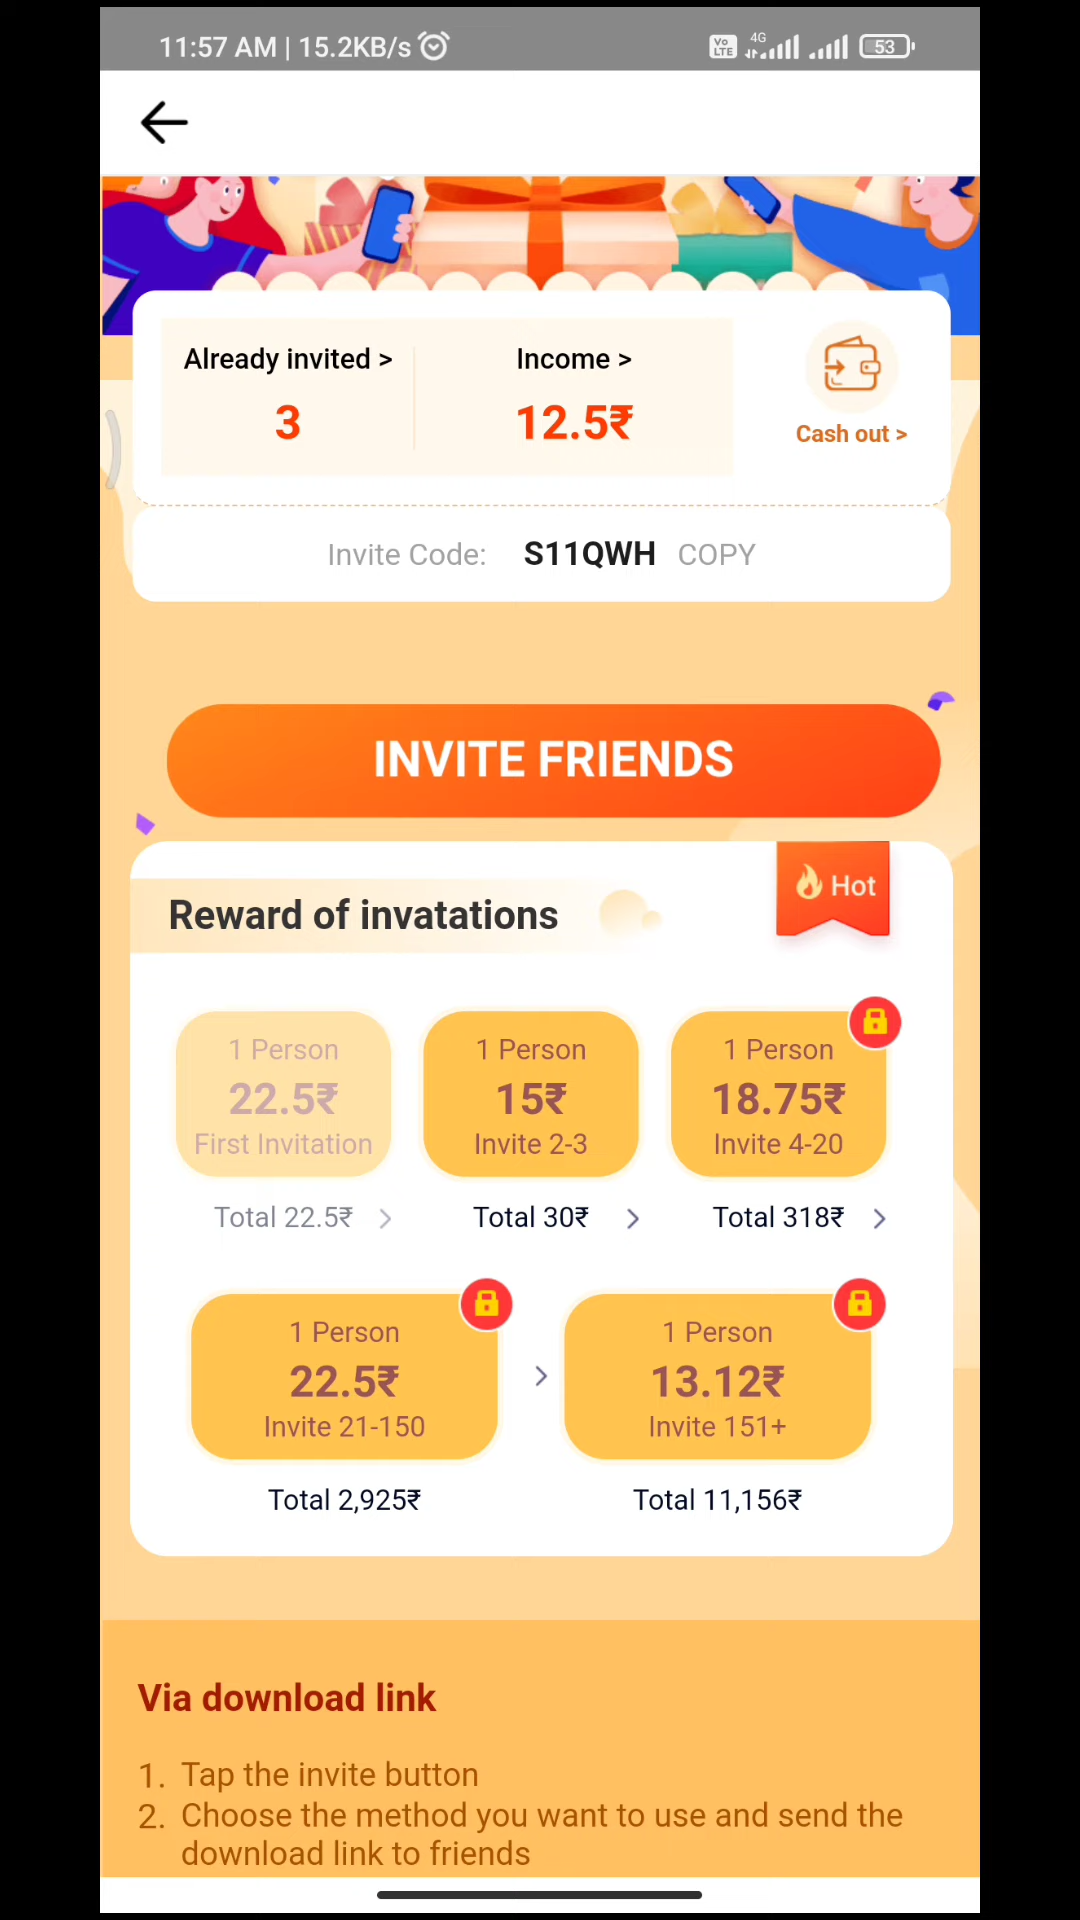 11:57 AM | 15.2KB/s
Vo LTE 4G 53
Already invited > Income >
3 12.5₹
Cash out >
Invite Code: S11QWH COPY
INVITE FRIENDS
Hot
Reward of invatations
1 Person 1 Person 1 Person
22.5₹ 15₹ 18.75₹
First Invitation Invite 2-3 Invite 4-20
Total 22.5₹ > Total 30₹ > Total 318₹ >
1 Person 1 Person
22.5₹ > 13.12₹
Invite 21-150 Invite 151+
Total 2,925₹ Total 11,156₹
Via download link
1. Tap the invite button
2. Choose the method you want to use and send the
download link to friends